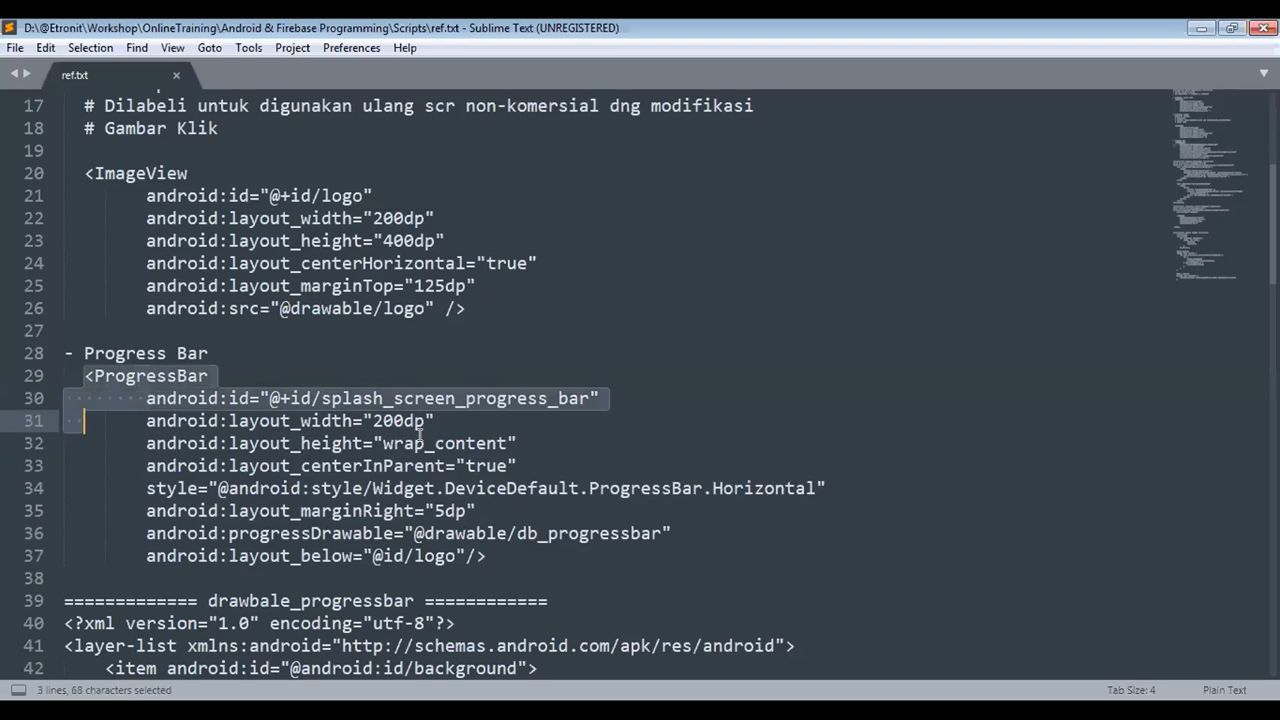 D:\@Etronit\Workshop\OnlineTraining\Android & Firebase Programming\Scripts\ref.txt - Sublime Text (UNREGISTERED)
File Edit Selection Find View Goto Tools Project Preferences Help
ref.txt
17 # Dilabeli untuk digunakan ulang scr non-komersial dng modifikasi
18 # Gambar Klik
19
20 <ImageView
21 android:id="@+id/logo"
22 android:layout_width="200dp"
23 android:layout_height="400dp"
24 android:layout_centerHorizontal="true"
25 android:layout_marginTop="125dp"
26 android:src="@drawable/logo" />
27
28 - Progress Bar
29 <ProgressBar
30 android:id="@+id/splash_screen_progress_bar"
31 android:layout_width="200dp"
32 android:layout_height="wrap_content"
33 android:layout_centerInParent="true"
34 style="@android:style/Widget.DeviceDefault.ProgressBar.Horizontal"
35 android:layout_marginRight="5dp"
36 android:progressDrawable="@drawable/db_progressbar"
37 android:layout_below="@id/logo"/>
38
39 ============= drawbale_progressbar ============
40 <?xml version="1.0" encoding="utf-8"?>
41 <layer-list xmlns:android="http://schemas.android.com/apk/res/android">
42 <item android:id="@android:id/background">
3 lines, 68 characters selected
Tab Size: 4
Plain Text